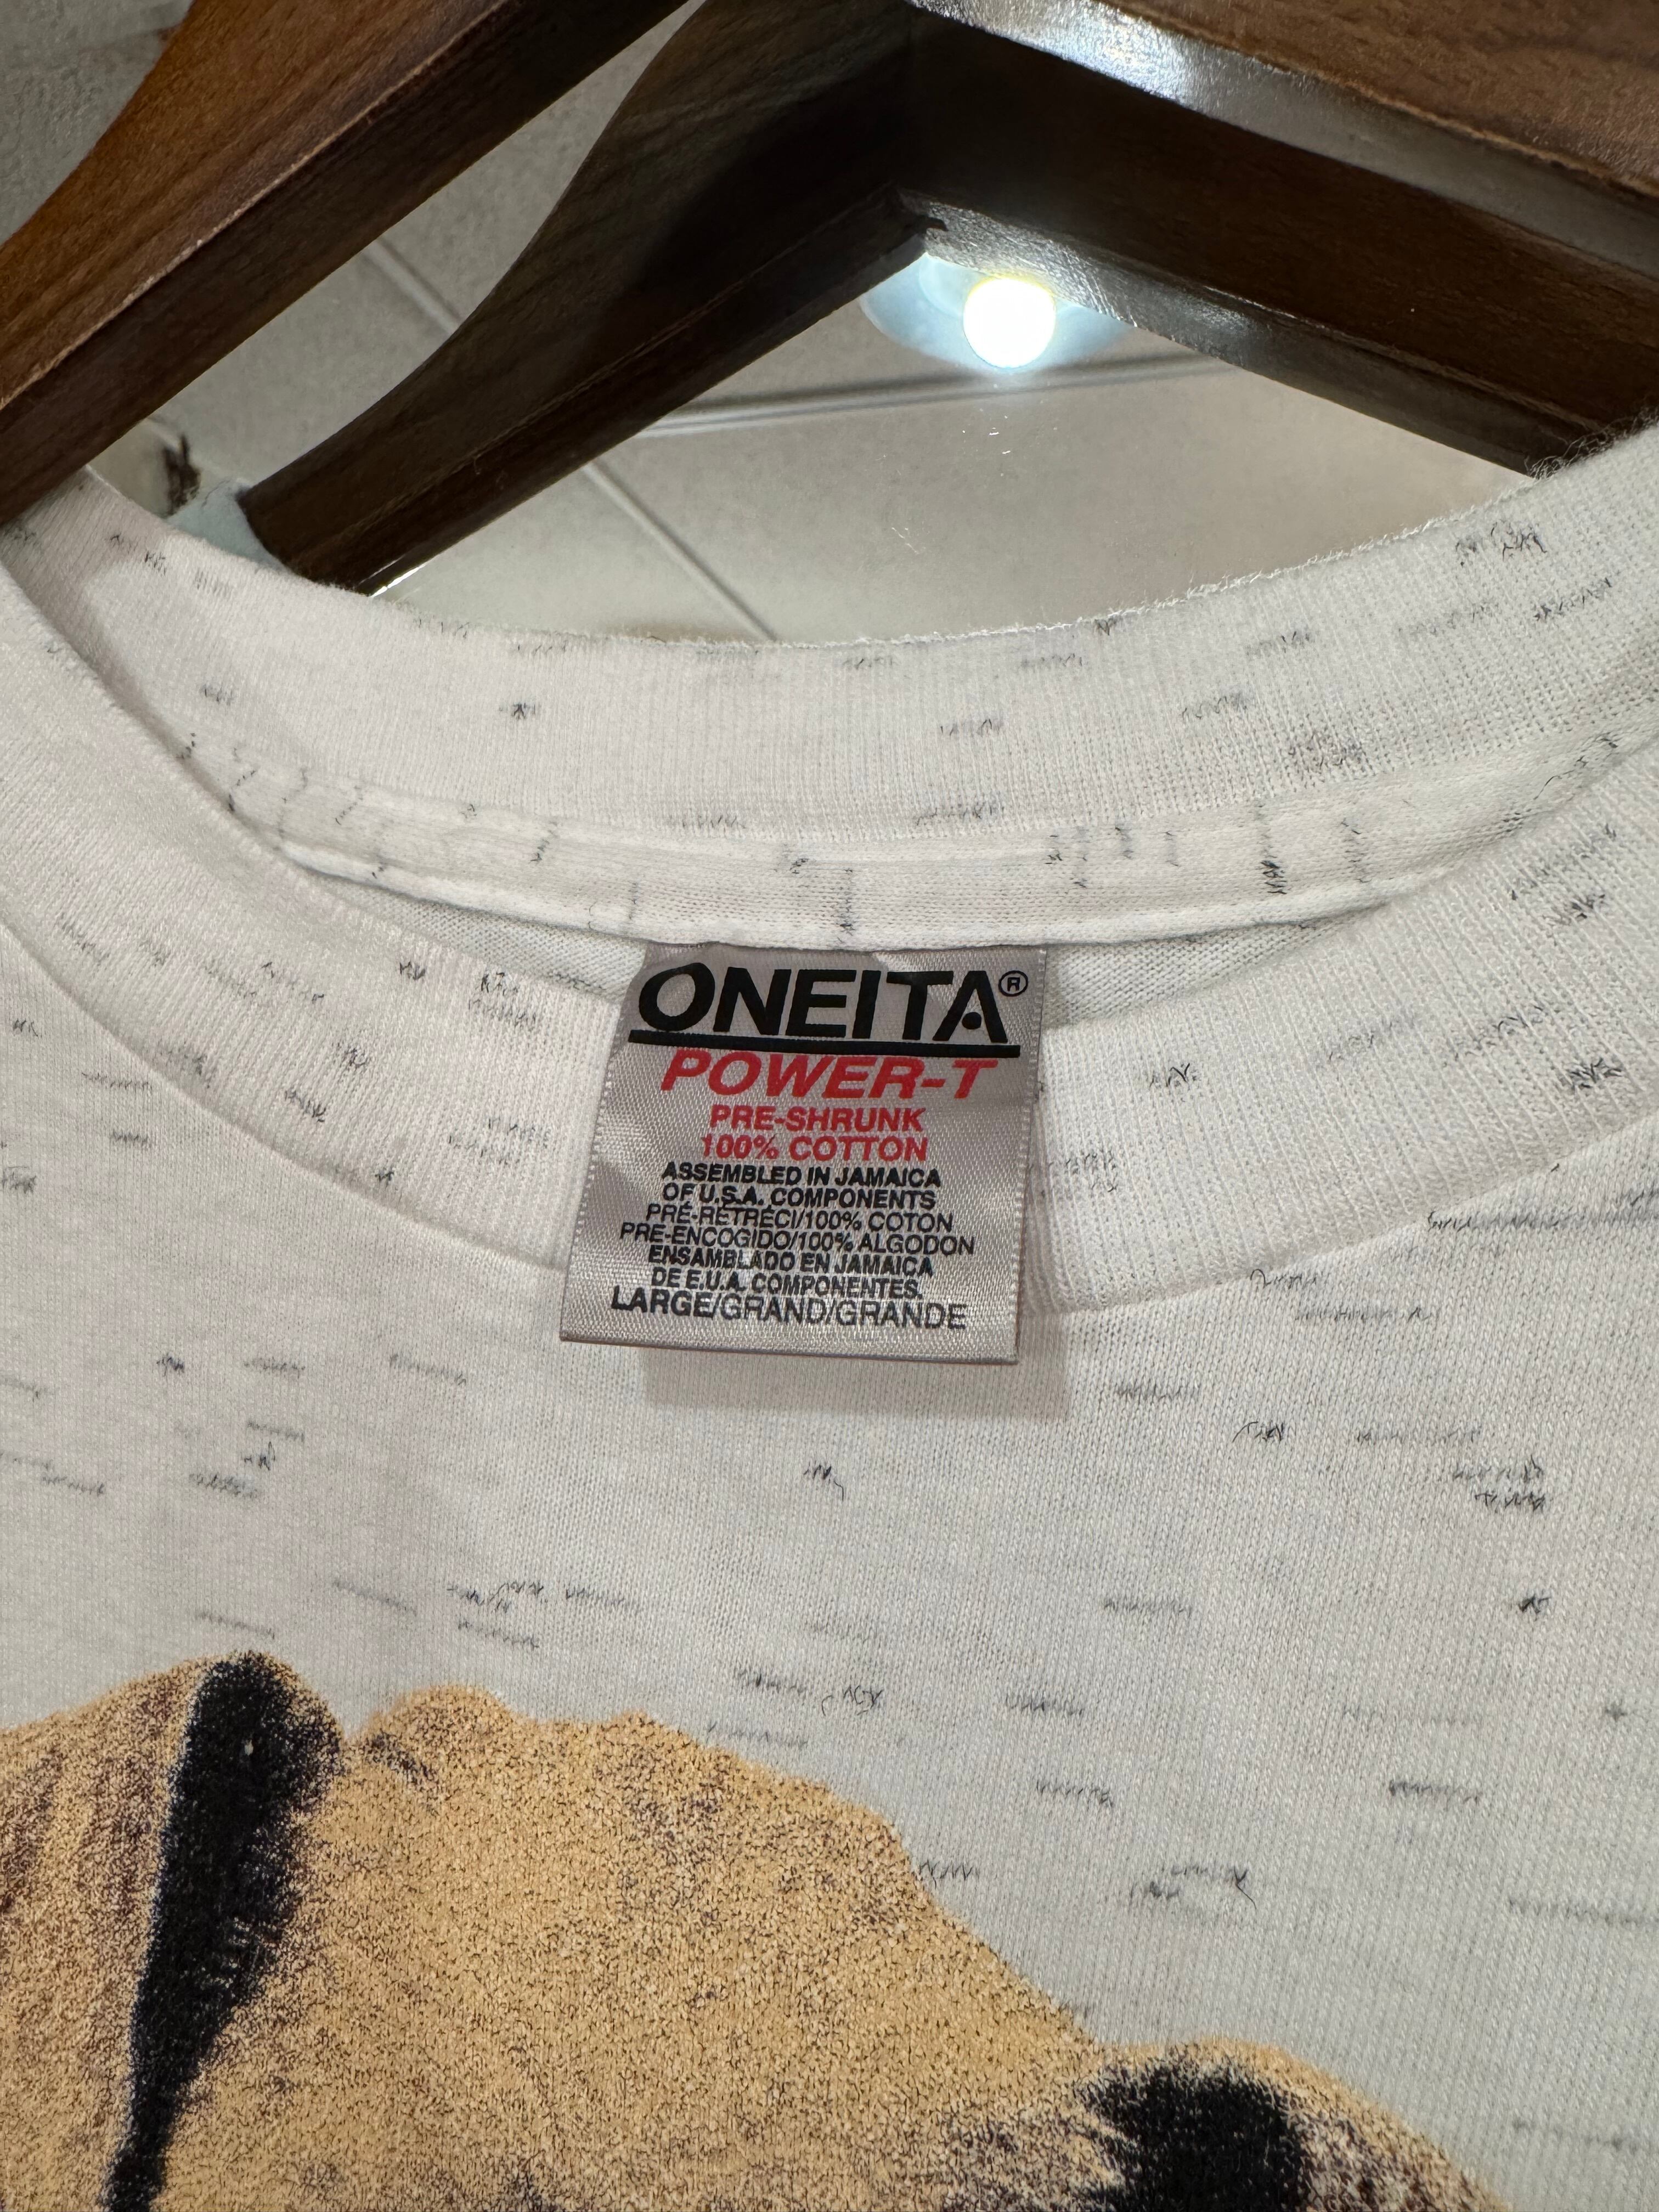 ONEITA®
POWER-T
PRE-SHRUNK
100% COTTON
ASSEMBLED IN JAMAICA
OF U.S.A. COMPONENTS
PRÉ-RÉTRÉCI/100% COTON
PRE-ENCOGIDO/100% ALGODON
ENSAMBLADO EN JAMAICA
DE E.U.A. COMPONENTES.
LARGE/GRAND/GRANDE